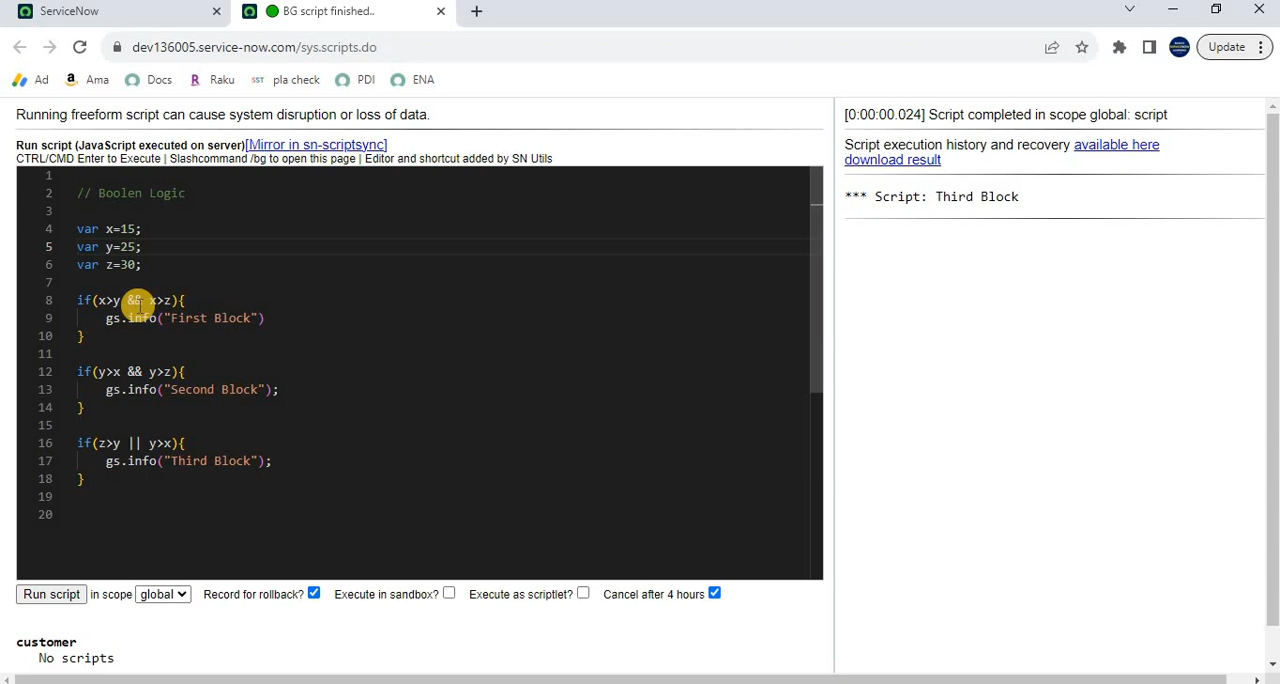 ServiceNow
BG script finished..
dev136005.service-now.com/sys.scripts.do
Update
Ad
Ama
Docs
Raku
SST pla check
PDI
ENA
Running freeform script can cause system disruption or loss of data.
Run script (JavaScript executed on server)[Mirror in sn-scriptsync]
CTRL/CMD Enter to Execute | Slashcommand /bg to open this page | Editor and shortcut added by SN Utils
1
2 // Boolen Logic
3
4 var x=15;
5 var y=25;
6 var z=30;
7
8 if(x>y && x>z){
9 gs.info("First Block")
10 }
11
12 if(y>x && y>z){
13 gs.info("Second Block");
14 }
15
16 if(z>y || y>x){
17 gs.info("Third Block");
18 }
19
20
Run script in scope global Record for rollback? Execute in sandbox? Execute as scriptlet? Cancel after 4 hours
customer
No scripts
[0:00:00.024] Script completed in scope global: script
Script execution history and recovery available here
download result
*** Script: Third Block